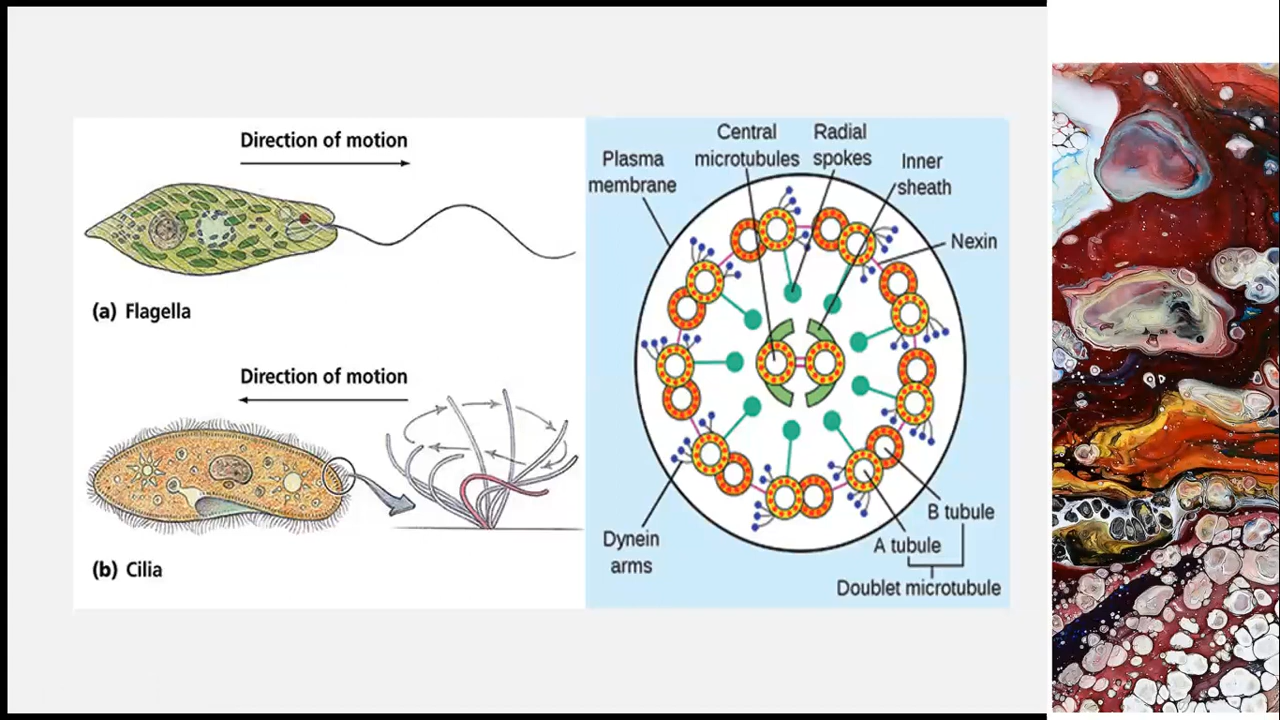 Direction of motion
(a) Flagella
Direction of motion
(b) Cilia
Central
microtubules
Radial
spokes
Plasma
membrane
Inner
sheath
Nexin
Dynein
arms
B tubule
A tubule
Doublet microtubule